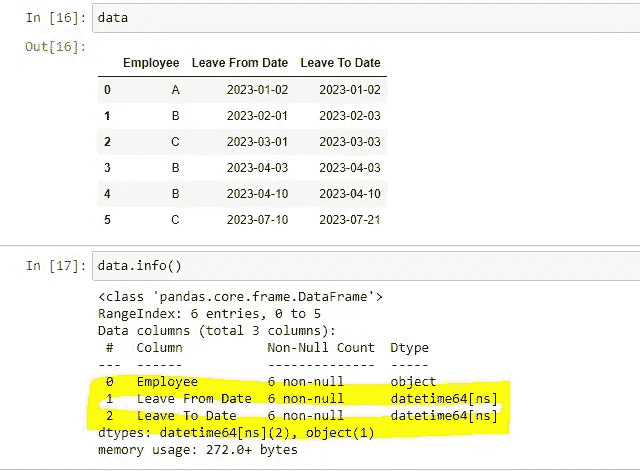 In [16]: data
Out[16]:
Employee Leave From Date Leave To Date
0 A 2023-01-02 2023-01-02
1 B 2023-02-01 2023-02-03
2 C 2023-03-01 2023-03-03
3 B 2023-04-03 2023-04-03
4 B 2023-04-10 2023-04-10
5 C 2023-07-10 2023-07-21
In [17]: data.info()
<class 'pandas.core.frame.DataFrame'>
RangeIndex: 6 entries, 0 to 5
Data columns (total 3 columns):
# Column Non-Null Count Dtype
--- ------ -------------- -----
0 Employee 6 non-null object
1 Leave From Date 6 non-null datetime64[ns]
2 Leave To Date 6 non-null datetime64[ns]
dtypes: datetime64[ns](2), object(1)
memory usage: 272.0+ bytes